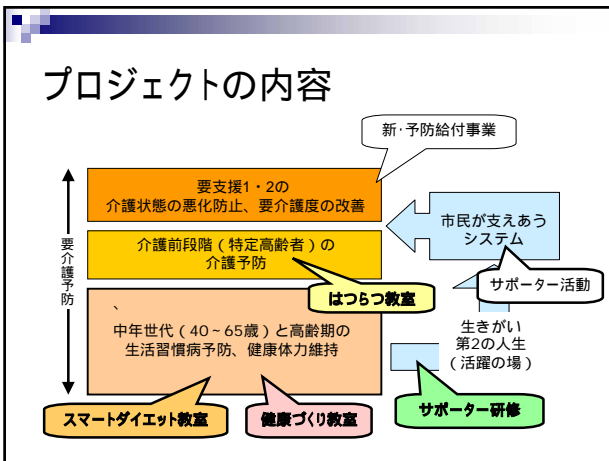 プロジェクトの内容
新・予防給付事業
要支援1・2の
介護状態の悪化防止、要介護度の改善
市民が支えあう
システム
要介護予防
介護前段階（特定高齢者）の
介護予防
はつらつ教室
サポーター活動
、
中年世代（40～65歳）と高齢期の
生活習慣病予防、健康体力維持
生きがい
第2の人生
（活躍の場）
スマートダイエット教室
健康づくり教室
サポーター研修